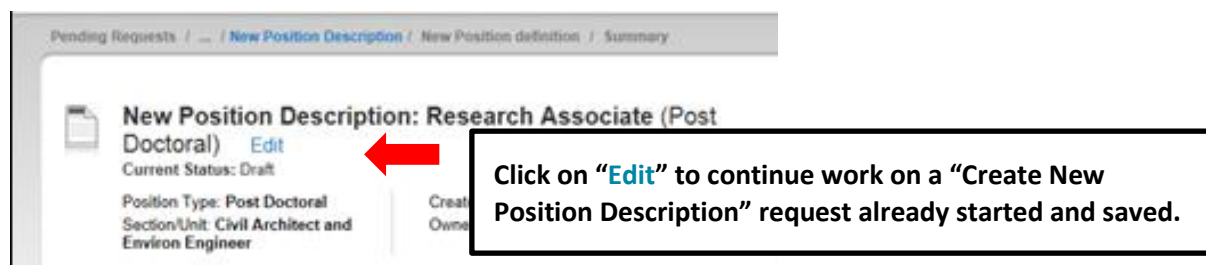 Pending Requests / ... / New Position Description / New Position definition / Summary
New Position Description: Research Associate (Post
Doctoral) Edit
Current Status: Draft
Position Type: Post Doctoral
Section/Unit: Civil Architect and
Environ Engineer
Click on “Edit” to continue work on a “Create New
Position Description” request already started and saved.